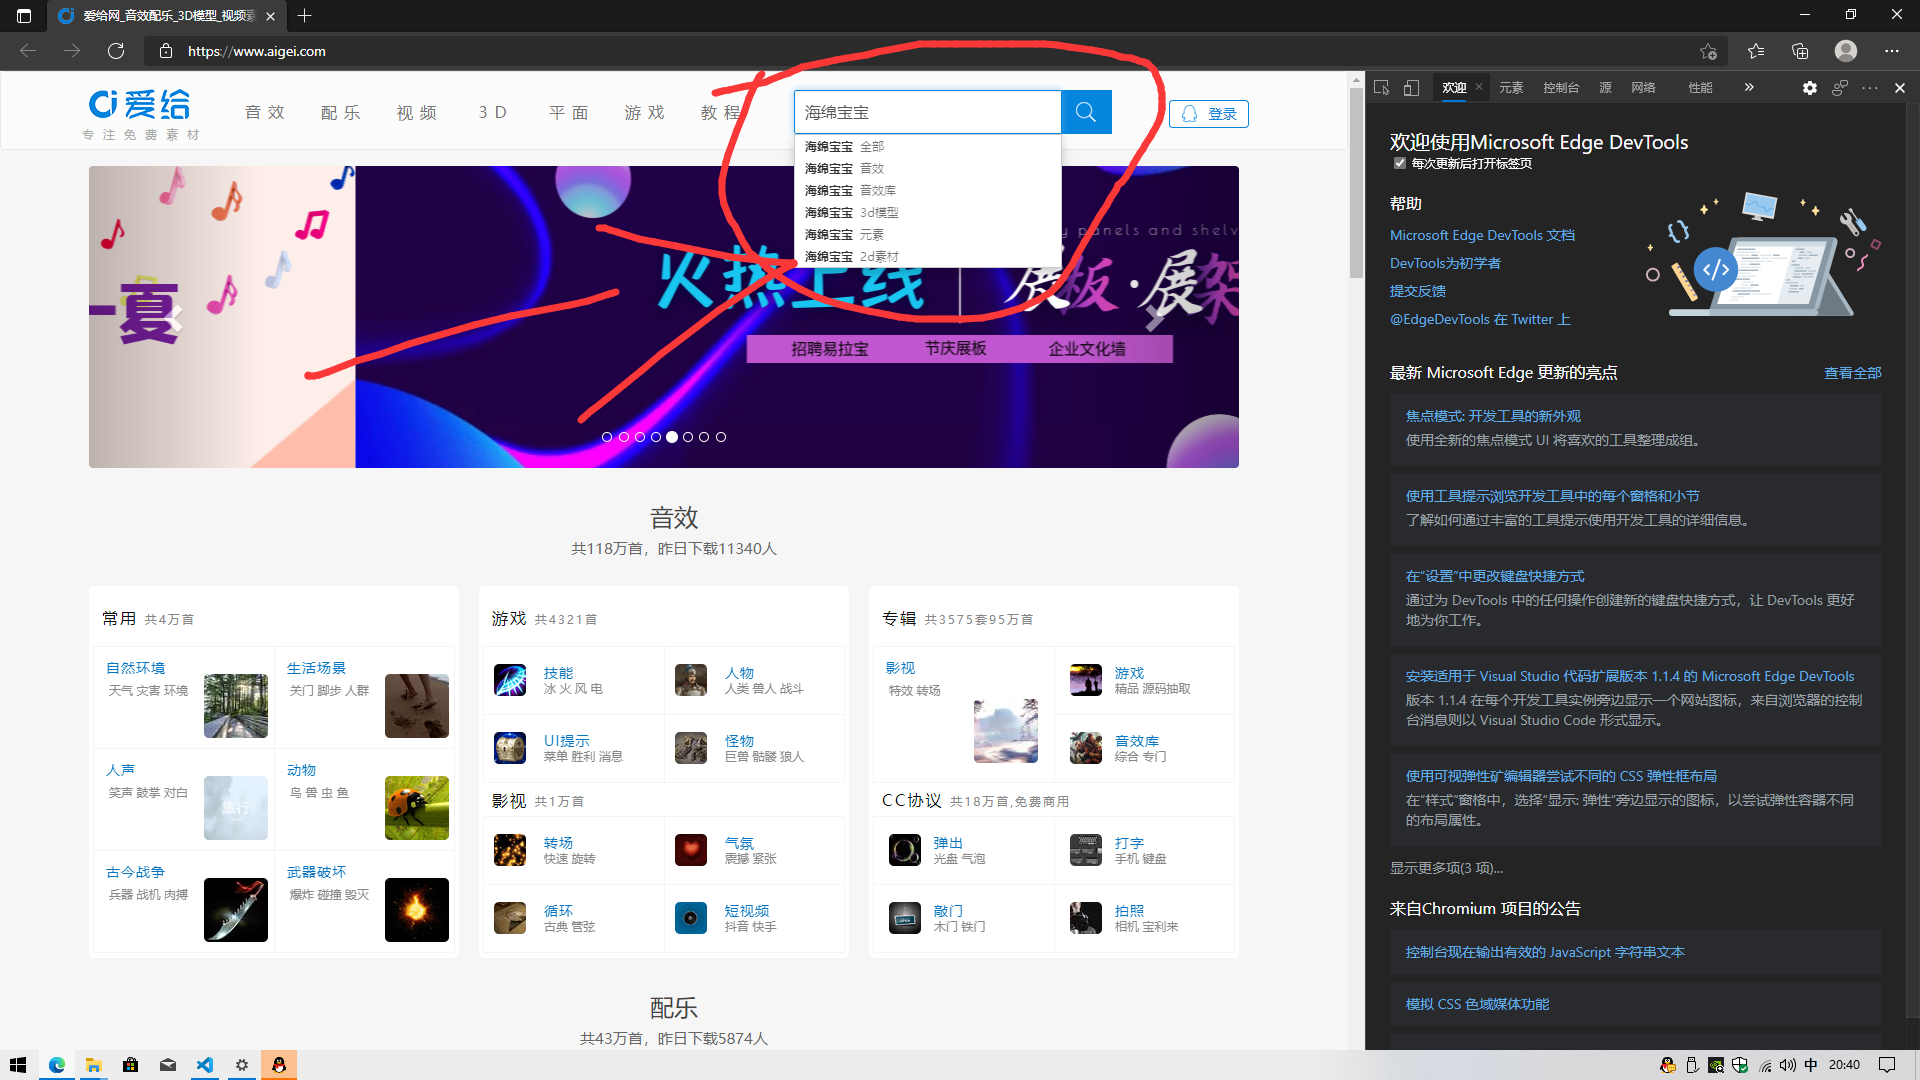 爱给网_音效配乐_3D模型_视频素
https://www.aigei.com
爱给
专注免费素材
音效 配乐 视频 3D 平面 游戏 教程
海绵宝宝
登录
海绵宝宝 全部
海绵宝宝 音效
海绵宝宝 音效库
海绵宝宝 3d模型
海绵宝宝 元素
海绵宝宝 2d素材
一夏
y panels and shelv
火热上线
展板·展架
招聘易拉宝 节庆展板 企业文化墙
音效
共118万首，昨日下载11340人
常用 共4万首
自然环境
天气 灾害 环境
生活场景
关门 脚步 人群
人声
笑声 鼓掌 对白
旅行
动物
鸟 兽 虫 鱼
古今战争
兵器 战机 肉搏
武器破坏
爆炸 碰撞 毁灭
游戏 共4321首
技能
冰 火 风 电
人物
人类 兽人 战斗
UI提示
菜单 胜利 消息
怪物
巨兽 骷髅 狼人
影视 共1万首
转场
快速 旋转
气氛
震撼 紧张
循环
古典 管弦
短视频
抖音 快手
专辑 共3575套95万首
影视
特效 转场
游戏
精品 源码抽取
音效库
综合 专门
CC协议 共18万首,免费商用
弹出
光盘 气泡
打字
手机 键盘
敲门
木门 铁门
拍照
相机 宝利来
配乐
共43万首，昨日下载5874人
欢迎 元素 控制台 源 网络 性能
欢迎使用Microsoft Edge DevTools
每次更新后打开标签页
帮助
Microsoft Edge DevTools 文档
DevTools为初学者
提交反馈
@EdgeDevTools 在 Twitter 上
最新 Microsoft Edge 更新的亮点
查看全部
焦点模式: 开发工具的新外观
使用全新的焦点模式 UI 将喜欢的工具整理成组。
使用工具提示浏览开发工具中的每个窗格和小节
了解如何通过丰富的工具提示使用开发工具的详细信息。
在“设置”中更改键盘快捷方式
通过为 DevTools 中的任何操作创建新的键盘快捷方式，让 DevTools 更好
地为你工作。
安装适用于 Visual Studio 代码扩展版本 1.1.4 的 Microsoft Edge DevTools
版本 1.1.4 在每个开发工具实例旁边显示一个网站图标，来自浏览器的控制
台消息则以 Visual Studio Code 形式显示。
使用可视弹性矿编辑器尝试不同的 CSS 弹性框布局
在“样式”窗格中，选择“显示: 弹性”旁边显示的图标，以尝试弹性容器不同
的布局属性。
显示更多项(3 项)...
来自Chromium 项目的公告
控制台现在输出有效的 JavaScript 字符串文本
模拟 CSS 色域媒体功能
中 20:40